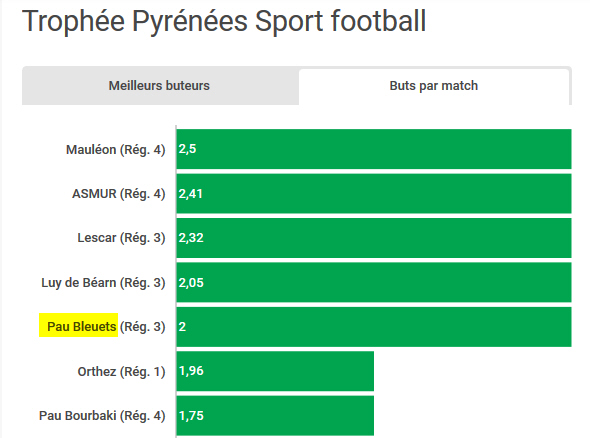 Trophée Pyrénées Sport football
Meilleurs buteurs
Buts par match
Mauléon (Rég. 4) 2,5
ASMUR (Rég. 4) 2,41
Lescar (Rég. 3) 2,32
Luy de Béarn (Rég. 3) 2,05
Pau Bleuets (Rég. 3) 2
Orthez (Rég. 1) 1,96
Pau Bourbaki (Rég. 4) 1,75